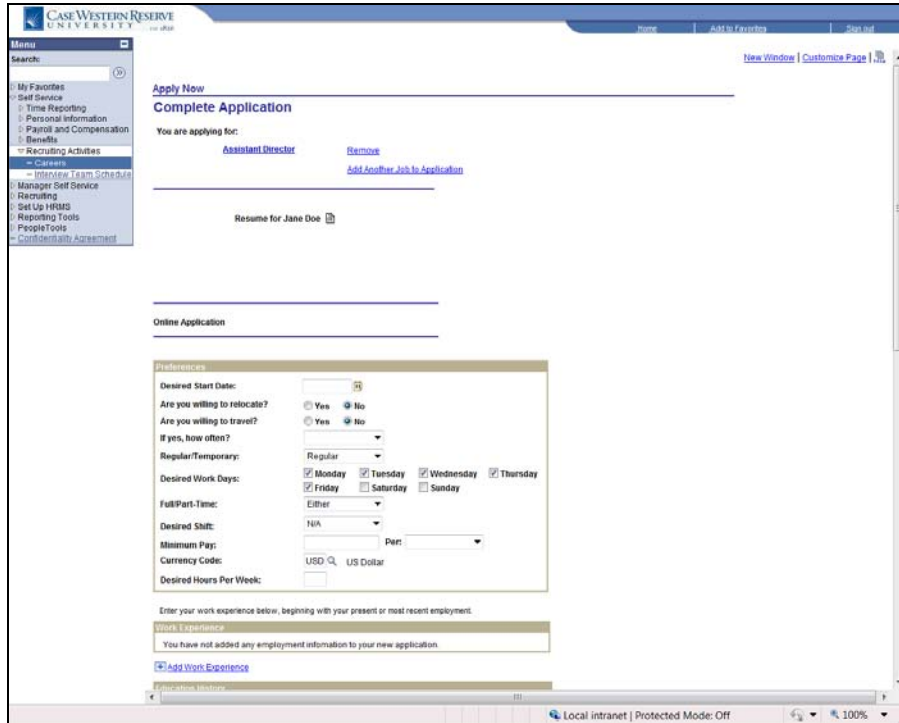 CASE WESTERN RESERVE
UNIVERSITY EST. 1826
Home Add to Favorites Sign out
Menu
Search:
New Window | Customize Page |
My Favorites
Self Service
Time Reporting
Personal Information
Payroll and Compensation
Benefits
Recruiting Activities
– Careers
– Interview Team Schedule
Manager Self Service
Recruiting
Set Up HRMS
Reporting Tools
PeopleTools
– Confidentiality Agreement
Apply Now
Complete Application
You are applying for:
Assistant Director Remove
Add Another Job to Application
Resume for Jane Doe
Online Application
Preferences
Desired Start Date:
Are you willing to relocate? Yes No
Are you willing to travel? Yes No
If yes, how often?
Regular/Temporary: Regular
Desired Work Days: Monday Tuesday Wednesday Thursday
Friday Saturday Sunday
Full/Part-Time: Either
Desired Shift: N/A
Minimum Pay: Per:
Currency Code: USD US Dollar
Desired Hours Per Week:
Enter your work experience below, beginning with your present or most recent employment.
Work Experience
You have not added any employment infomation to your new application.
Add Work Experience
Education History
Local intranet | Protected Mode: Off 100%